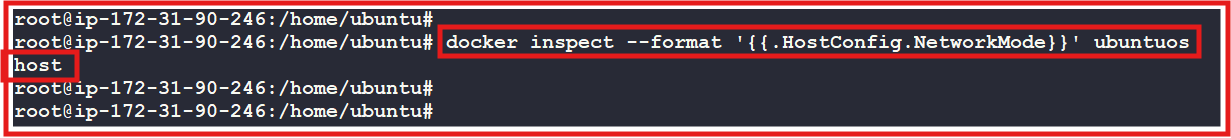 root@ip-172-31-90-246:/home/ubuntu#
root@ip-172-31-90-246:/home/ubuntu# docker inspect --format '{{.HostConfig.NetworkMode}}' ubuntuos
host
root@ip-172-31-90-246:/home/ubuntu#
root@ip-172-31-90-246:/home/ubuntu#